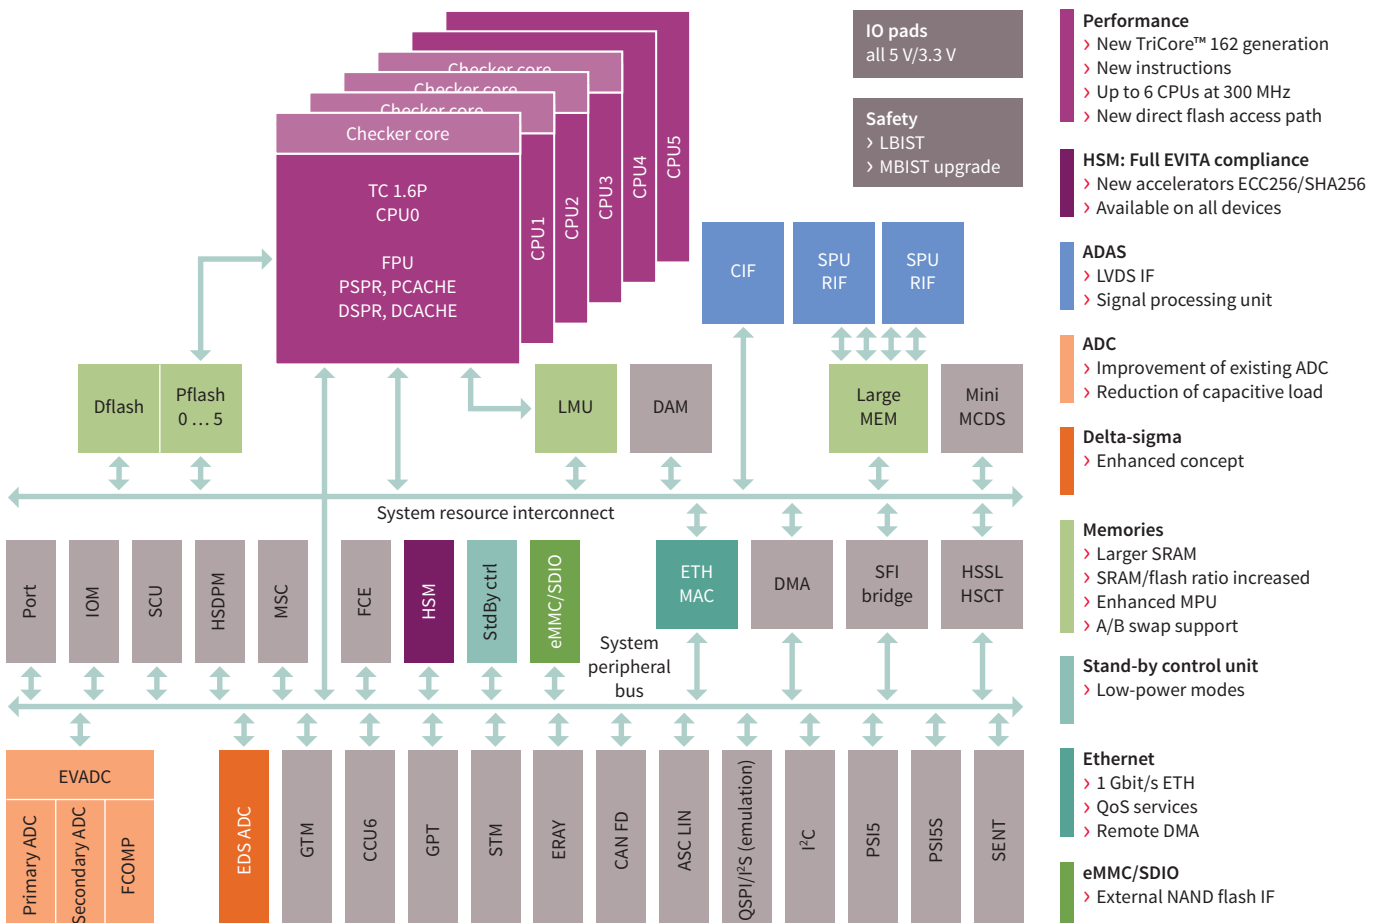 Checker core
Checker core
Checker core
Checker core
TC 1.6P
CPU0
FPU
PSPR, PCACHE
DSPR, DCACHE
CPU1
CPU2
CPU3
CPU4
CPU5
IO pads
all 5 V/3.3 V
Safety
› LBIST
› MBIST upgrade
CIF
SPU
RIF
SPU
RIF
Dflash
Pflash
0 … 5
LMU
DAM
Large
MEM
Mini
MCDS
System resource interconnect
Port
IOM
SCU
HSDPM
MSC
FCE
HSM
StdBy ctrl
eMMC/SDIO
ETH
MAC
DMA
SFI
bridge
HSSL
HSCT
System
peripheral
bus
EVADC
Primary ADC
Secondary ADC
FCOMP
EDS ADC
GTM
CCU6
GPT
STM
ERAY
CAN FD
ASC LIN
QSPI/I²S (emulation)
I²C
PSI5
PSI5S
SENT
Performance
› New TriCore™ 162 generation
› New instructions
› Up to 6 CPUs at 300 MHz
› New direct flash access path
HSM: Full EVITA compliance
› New accelerators ECC256/SHA256
› Available on all devices
ADAS
› LVDS IF
› Signal processing unit
ADC
› Improvement of existing ADC
› Reduction of capacitive load
Delta-sigma
› Enhanced concept
Memories
› Larger SRAM
› SRAM/flash ratio increased
› Enhanced MPU
› A/B swap support
Stand-by control unit
› Low-power modes
Ethernet
› 1 Gbit/s ETH
› QoS services
› Remote DMA
eMMC/SDIO
› External NAND flash IF